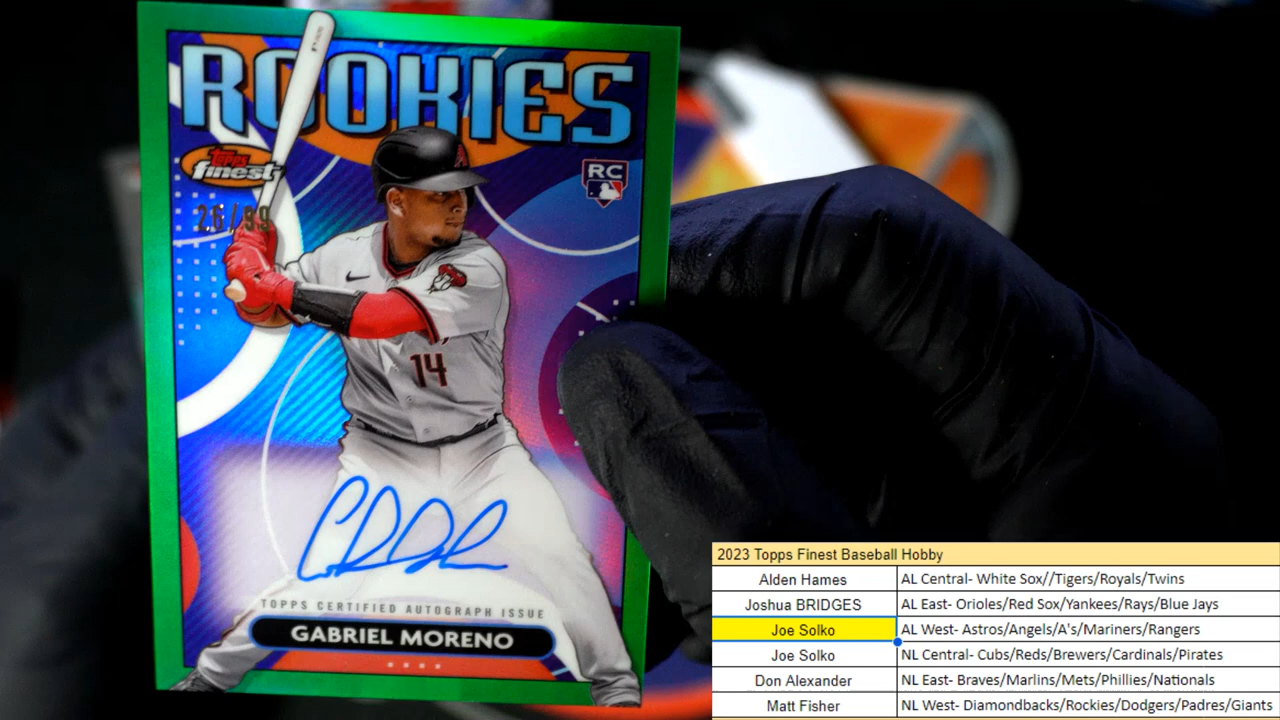 ROOKIES
TOPPS
finest
RC
26/99
A
14
TOPPS CERTIFIED AUTOGRAPH ISSUE
GABRIEL MORENO
2023 Topps Finest Baseball Hobby
Alden Hames AL Central- White Sox//Tigers/Royals/Twins
Joshua BRIDGES AL East- Orioles/Red Sox/Yankees/Rays/Blue Jays
Joe Solko AL West- Astros/Angels/A's/Mariners/Rangers
Joe Solko NL Central- Cubs/Reds/Brewers/Cardinals/Pirates
Don Alexander NL East- Braves/Marlins/Mets/Phillies/Nationals
Matt Fisher NL West- Diamondbacks/Rockies/Dodgers/Padres/Giants